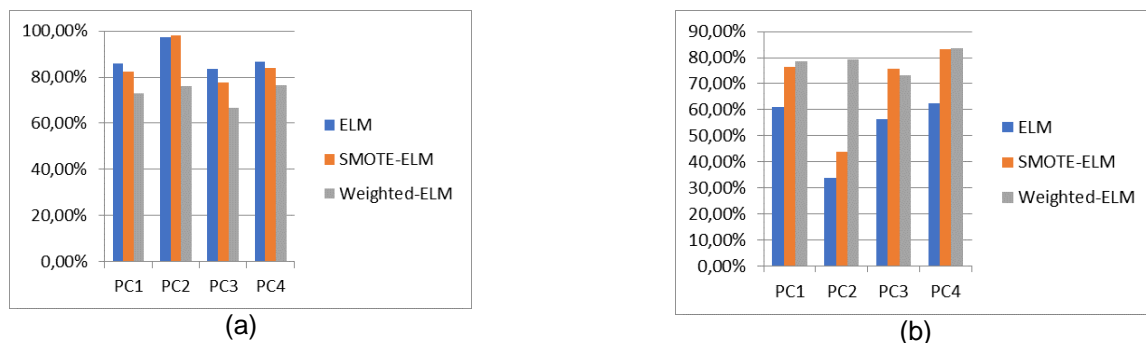 100,00%
80,00%
60,00%
40,00%
20,00%
0,00%
PC1 PC2 PC3 PC4
ELM
SMOTE-ELM
Weighted-ELM
(a)
90,00%
80,00%
70,00%
60,00%
50,00%
40,00%
30,00%
20,00%
10,00%
0,00%
PC1 PC2 PC3 PC4
ELM
SMOTE-ELM
Weighted-ELM
(b)